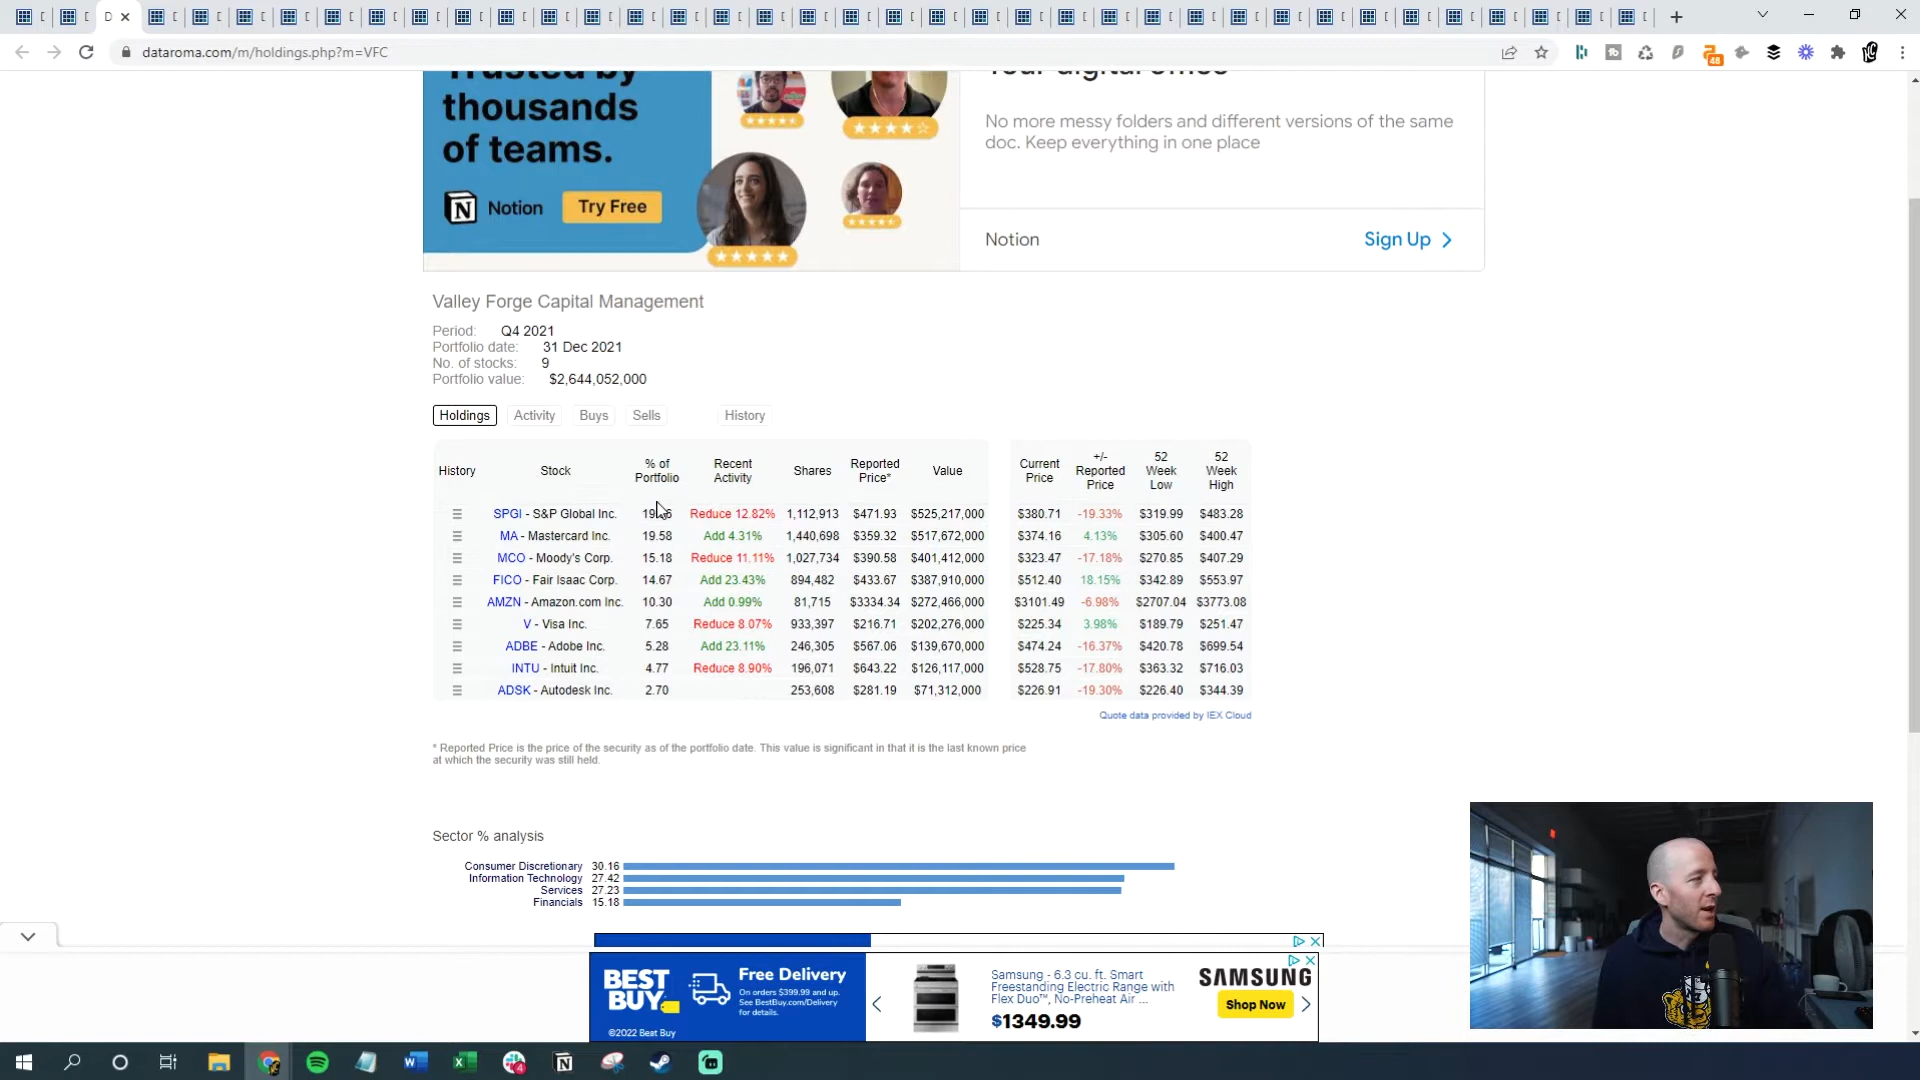 dataroma.com/m/holdings.php?m=VFC
48
Trusted by
thousands
of teams.
Notion
Try Free
Your digital office
No more messy folders and different versions of the same
doc. Keep everything in one place
Notion
Sign Up
Valley Forge Capital Management
Period: Q4 2021
Portfolio date: 31 Dec 2021
No. of stocks: 9
Portfolio value: $2,644,052,000
Holdings Activity Buys Sells History
History Stock % of Portfolio Recent Activity Shares Reported Price* Value Current Price +/- Reported Price 52 Week Low 52 Week High
SPGI - S&P Global Inc. Reduce 12.82% 1,112,913 $471.93 $525,217,000 $380.71 -19.33% $319.99 $483.28
MA - Mastercard Inc. 19.58 Add 4.31% 1,440,698 $359.32 $517,672,000 $374.16 4.13% $305.60 $400.47
MCO - Moody's Corp. 15.18 Reduce 11.11% 1,027,734 $390.58 $401,412,000 $323.47 -17.18% $270.85 $407.29
FICO - Fair Isaac Corp. 14.67 Add 23.43% 894,482 $433.67 $387,910,000 $512.40 18.15% $342.89 $553.97
AMZN - Amazon.com Inc. 10.30 Add 0.99% 81,715 $3334.34 $272,466,000 $3101.49 -6.98% $2707.04 $3773.08
V - Visa Inc. 7.65 Reduce 8.07% 933,397 $216.71 $202,276,000 $225.34 3.98% $189.79 $251.47
ADBE - Adobe Inc. 5.28 Add 23.11% 246,305 $567.06 $139,670,000 $474.24 -16.37% $420.78 $699.54
INTU - Intuit Inc. 4.77 Reduce 8.90% 196,071 $643.22 $126,117,000 $528.75 -17.80% $363.32 $716.03
ADSK - Autodesk Inc. 2.70 253,608 $281.19 $71,312,000 $226.91 -19.30% $226.40 $344.39
Quote data provided by IEX Cloud
* Reported Price is the price of the security as of the portfolio date. This value is significant in that it is the last known price
at which the security was still held.
Sector % analysis
Consumer Discretionary 30.16
Information Technology 27.42
Services 27.23
Financials 15.18
BEST
BUY
Free Delivery
On orders $399.99 and up.
See BestBuy.com/Delivery
for details.
©2022 Best Buy
Samsung - 6.3 cu. ft. Smart
Freestanding Electric Range with
Flex Duo™, No-Preheat Air ...
$1349.99
SAMSUNG
Shop Now